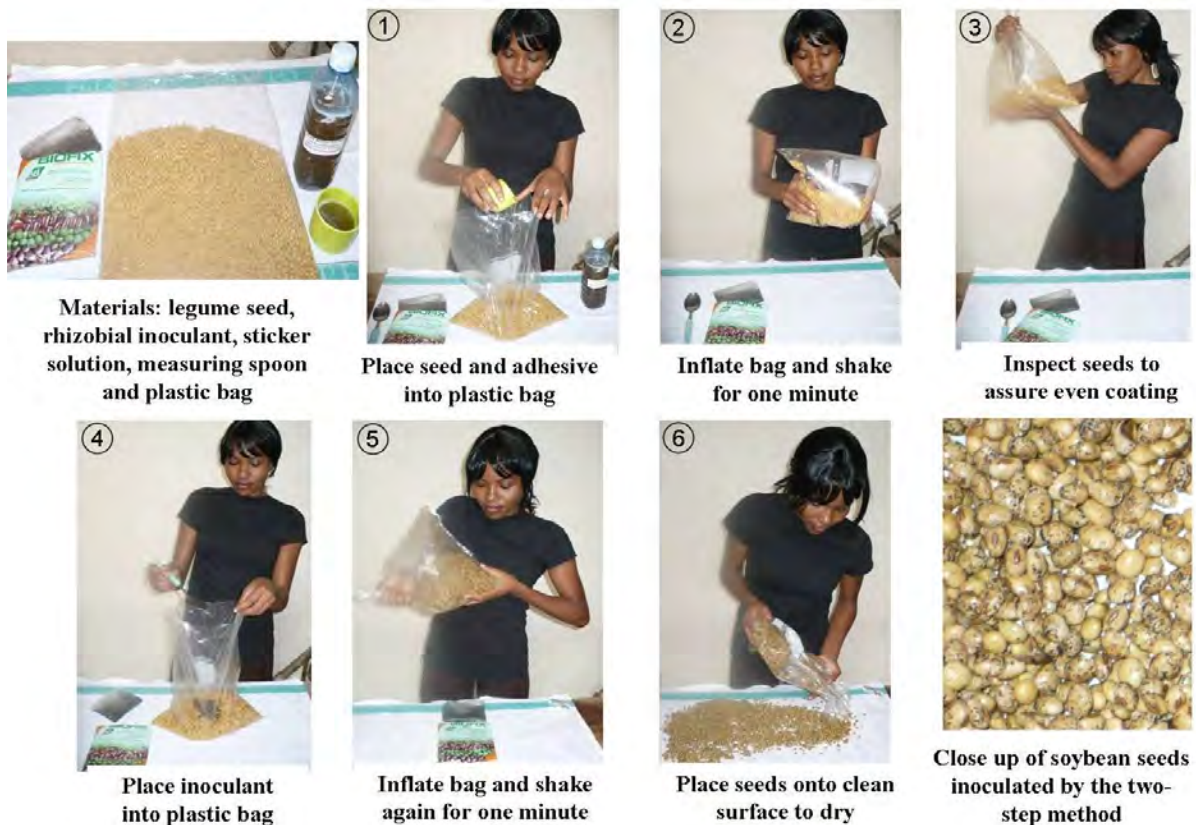 BIOFIX
Materials: legume seed,
rhizobial inoculant, sticker
solution, measuring spoon
and plastic bag
1
Place seed and adhesive
into plastic bag
2
Inflate bag and shake
for one minute
3
Inspect seeds to
assure even coating
4
Place inoculant
into plastic bag
5
Inflate bag and shake
again for one minute
6
Place seeds onto clean
surface to dry
Close up of soybean seeds
inoculated by the two-
step method